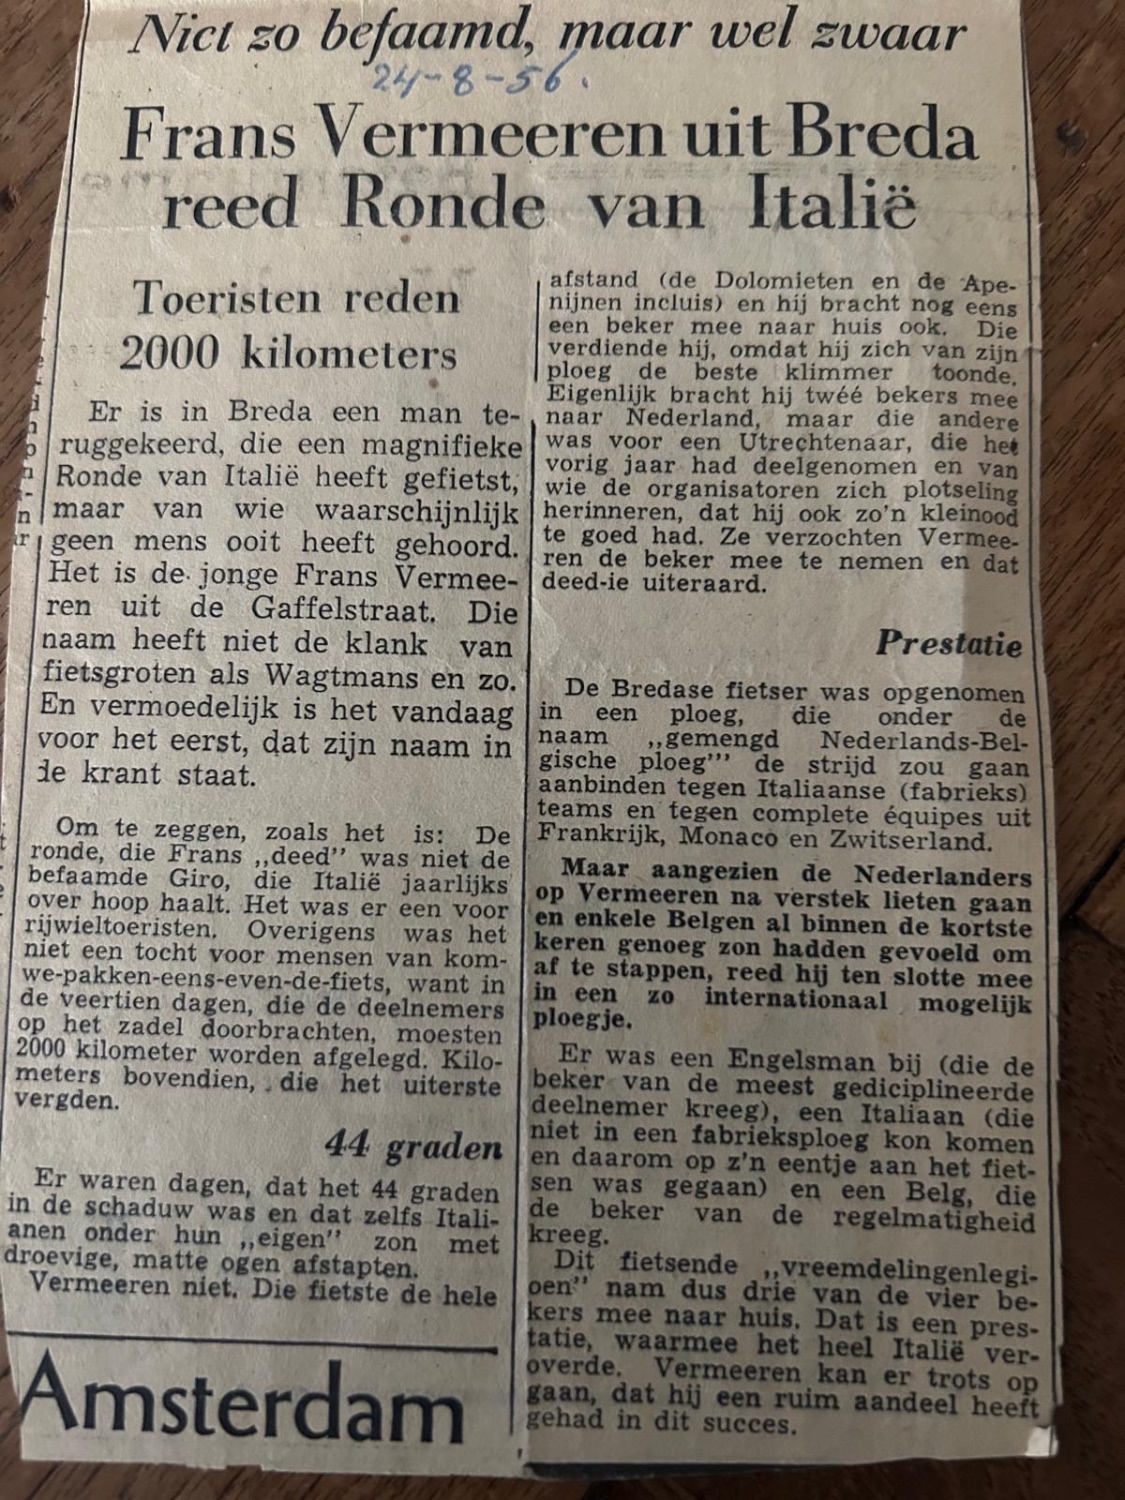 Niet zo befaamd, maar wel zwaar
24-8-56.
Frans Vermeeren uit Breda
reed Ronde van Italië
Toeristen reden
2000 kilometers
Er is in Breda een man te-
ruggekeerd, die een magnifieke
Ronde van Italië heeft gefietst,
maar van wie waarschijnlijk
geen mens ooit heeft gehoord.
Het is de jonge Frans Vermee-
ren uit de Gaffelstraat. Die
naam heeft niet de klank van
fietsgroten als Wagtmans en zo.
En vermoedelijk is het vandaag
voor het eerst, dat zijn naam in
de krant staat.
Om te zeggen, zoals het is: De
ronde, die Frans „deed” was niet de
befaamde Giro, die Italië jaarlijks
over hoop haalt. Het was er een voor
rijwieltoeristen. Overigens was het
niet een tocht voor mensen van kom-
we-pakken-eens-even-de-fiets, want in
de veertien dagen, die de deelnemers
op het zadel doorbrachten, moesten
2000 kilometer worden afgelegd. Kilo-
meters bovendien, die het uiterste
vergden.
44 graden
Er waren dagen, dat het 44 graden
in de schaduw was en dat zelfs Itali-
anen onder hun „eigen” zon met
droevige, matte ogen afstapten.
Vermeeren niet. Die fietste de hele
afstand (de Dolomieten en de Ape-
nijnen incluis) en hij bracht nog eens
een beker mee naar huis ook. Die
verdiende hij, omdat hij zich van zijn
ploeg de beste klimmer toonde.
Eigenlijk bracht hij twéé bekers mee
naar Nederland, maar die andere
was voor een Utrechtenaar, die het
vorig jaar had deelgenomen en van
wie de organisatoren zich plotseling
herinneren, dat hij ook zo'n kleinood
te goed had. Ze verzochten Vermee-
ren de beker mee te nemen en dat
deed-ie uiteraard.
Prestatie
De Bredase fietser was opgenomen
in een ploeg, die onder de
naam „gemengd Nederlands-Bel-
gische ploeg”' de strijd zou gaan
aanbinden tegen Italiaanse (fabrieks)
teams en tegen complete équipes uit
Frankrijk, Monaco en Zwitserland.
Maar aangezien de Nederlanders
op Vermeeren na verstek lieten gaan
en enkele Belgen al binnen de kortste
keren genoeg zon hadden gevoeld om
af te stappen, reed hij ten slotte mee
in een zo internationaal mogelijk
ploegje.
Er was een Engelsman bij (die de
beker van de meest gediciplineerde
deelnemer kreeg), een Italiaan (die
niet in een fabrieksploeg kon komen
en daarom op z'n eentje aan het fiet-
sen was gegaan) en een Belg, die
de beker van de regelmatigheid
kreeg.
Dit fietsende „vreemdelingenlegi-
oen” nam dus drie van de vier be-
kers mee naar huis. Dat is een pres-
tatie, waarmee het heel Italië ver-
overde. Vermeeren kan er trots op
gaan, dat hij een ruim aandeel heeft
gehad in dit succes.
Amsterdam